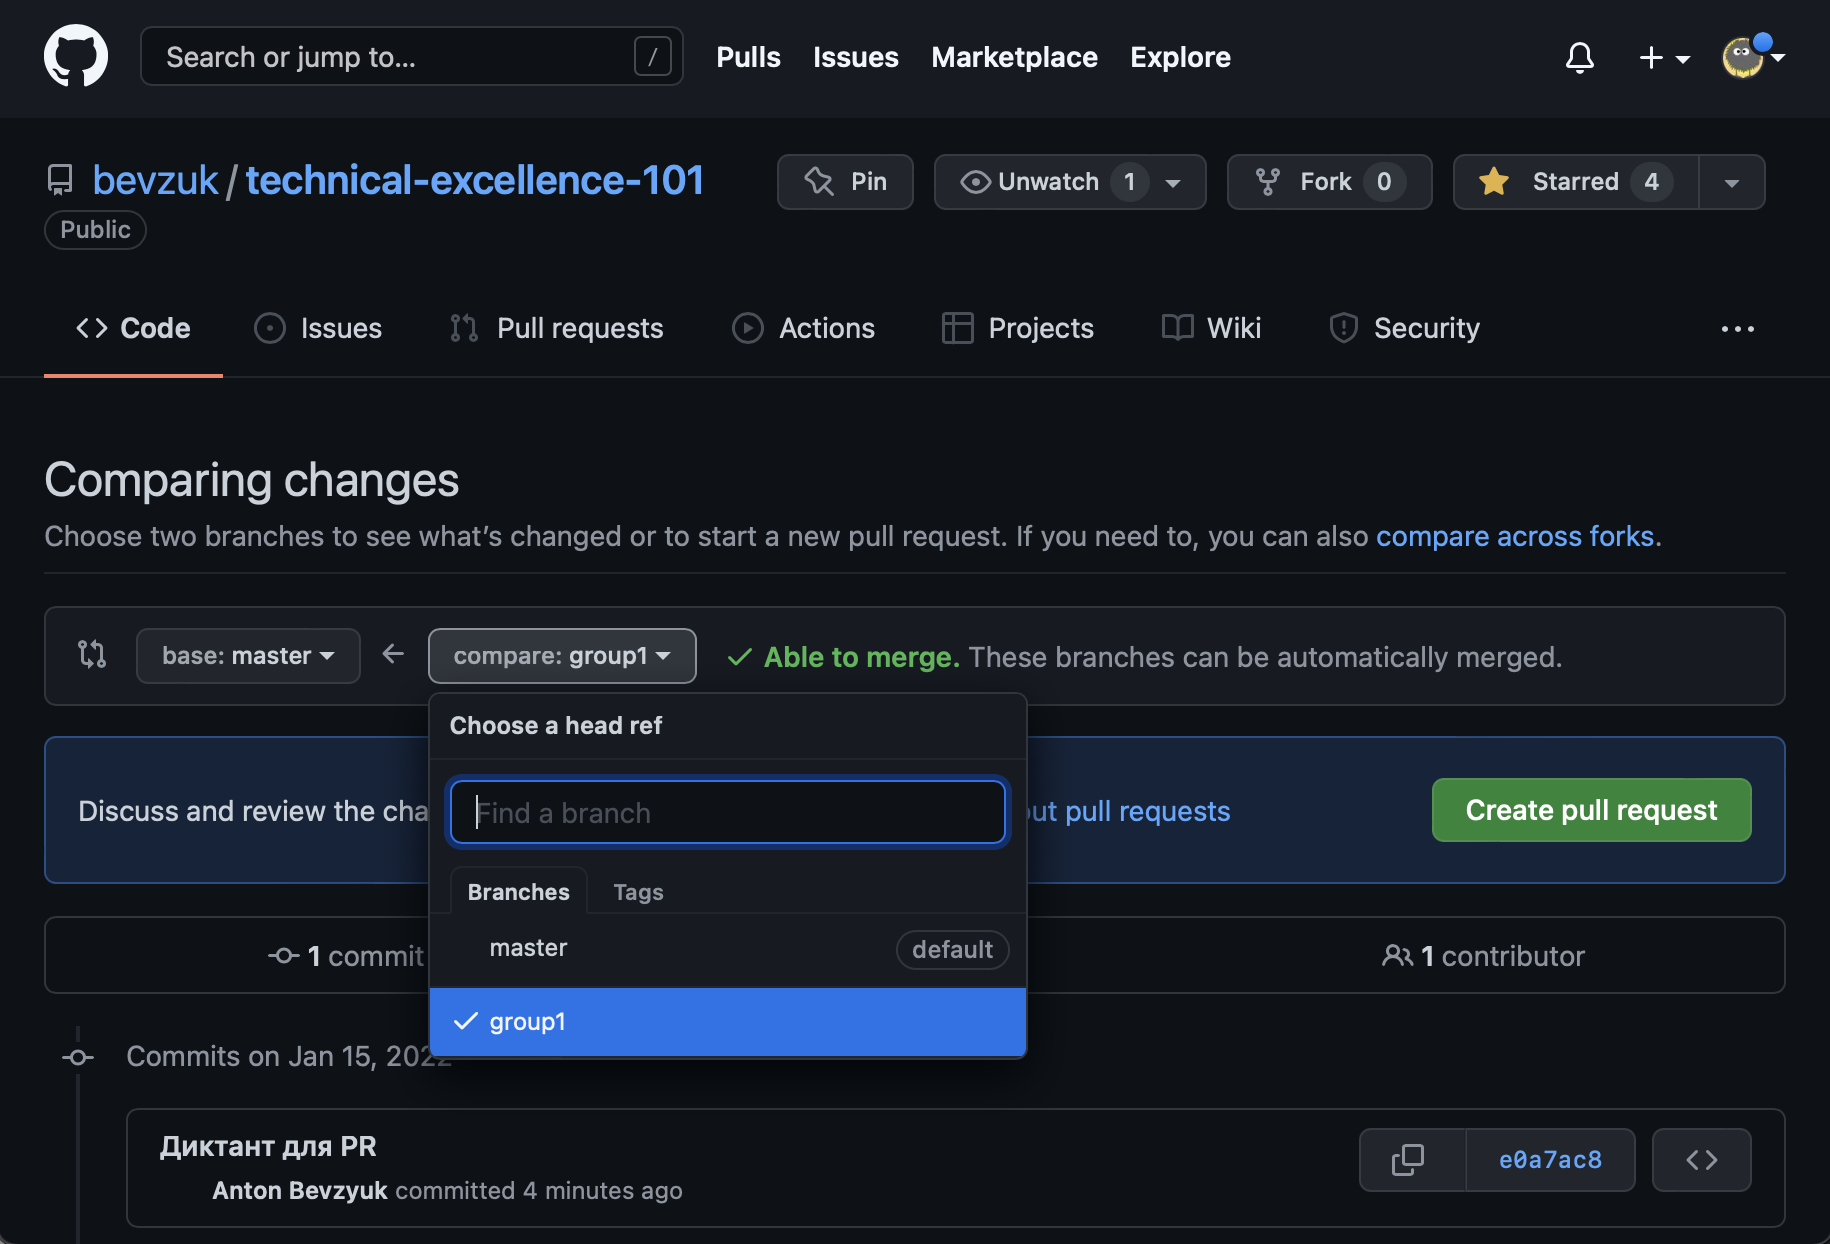 Search or jump to... /
Pulls
Issues
Marketplace
Explore
bevzuk / technical-excellence-101
Public
Pin
Unwatch 1
Fork 0
Starred 4
Code
Issues
Pull requests
Actions
Projects
Wiki
Security
Comparing changes
Choose two branches to see what’s changed or to start a new pull request. If you need to, you can also compare across forks.
base: master
compare: group1
Able to merge. These branches can be automatically merged.
Choose a head ref
Find a branch
Branches
Tags
master
default
group1
Discuss and review the cha
ut pull requests
Create pull request
1 commit
1 contributor
Commits on Jan 15, 2022
Диктант для PR
Anton Bevzyuk committed 4 minutes ago
e0a7ac8